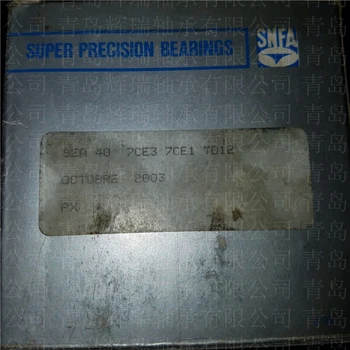 SUPER PRECISION BEARINGS
SNFA
SEA 40 7CE3 7CE1 TD12
OCTOBRE 2003
PX
青岛辉瑞轴承有限公司